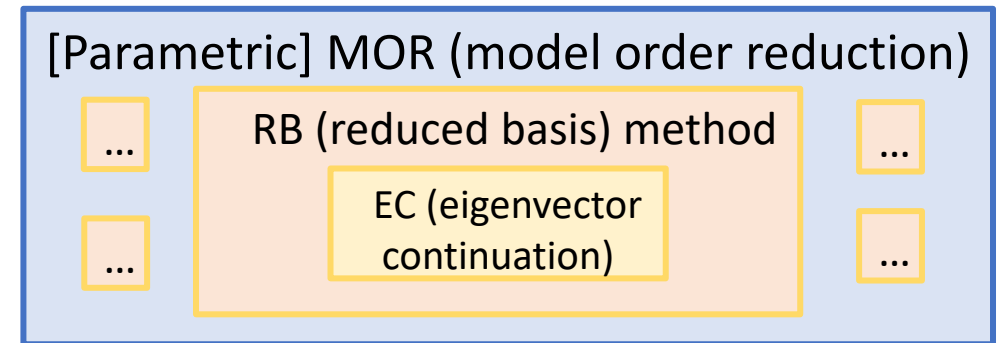 [Parametric] MOR (model order reduction)
... RB (reduced basis) method ...
EC (eigenvector
continuation)
... ...